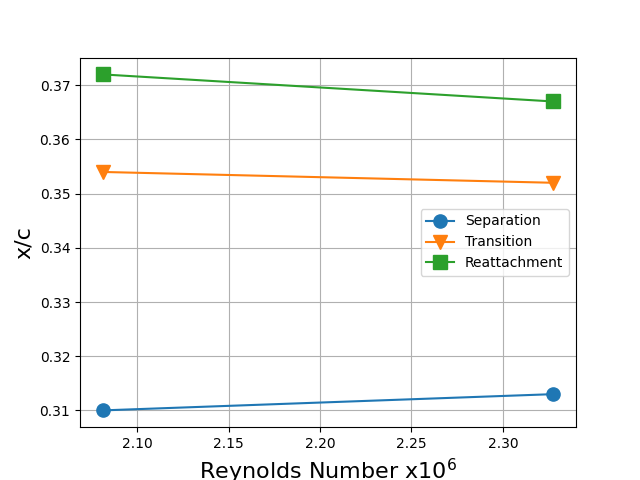 0.37
0.36
0.35
0.34
0.33
0.32
0.31
x/c
Separation
Transition
Reattachment
2.10 2.15 2.20 2.25 2.30
Reynolds Number x10⁶